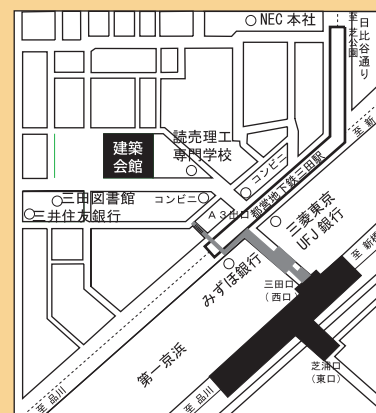 NEC 本社
日比谷通り
至 芝公園
至 新
建築
会館
読売理工
専門学校
コンビニ
都営地下鉄三田駅
三田図書館
コンビニ
三井住友銀行
A3出口
三菱東京
UFJ 銀行
みずほ銀行
至 新橋
三田口
(西口
第一京浜
芝浦口
(東口)
至 品川
至 品川